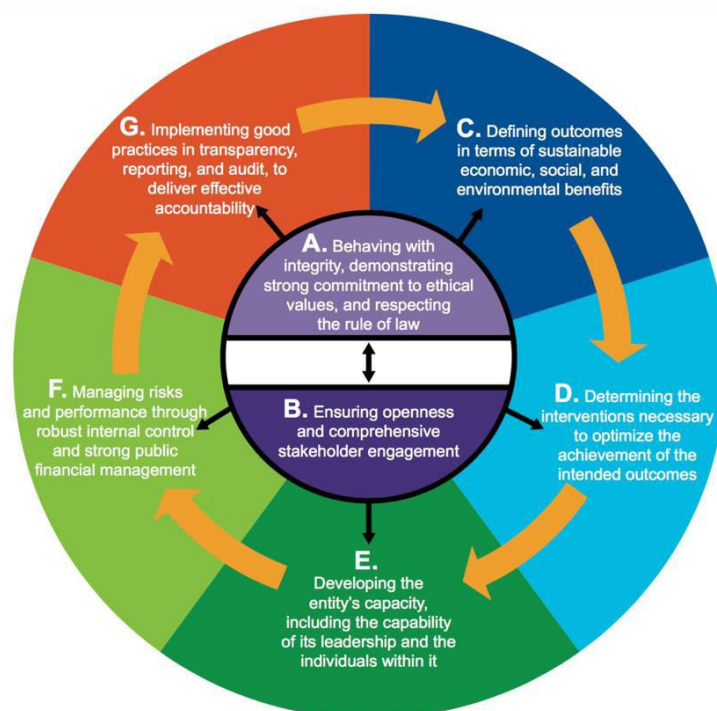 A. Behaving with
integrity, demonstrating
strong commitment to ethical
values, and respecting
the rule of law
B. Ensuring openness
and comprehensive
stakeholder engagement
C. Defining outcomes
in terms of sustainable
economic, social, and
environmental benefits
D. Determining the
interventions necessary
to optimize the
achievement of the
intended outcomes
E.
Developing the
entity's capacity,
including the capability
of its leadership and the
individuals within it
F. Managing risks
and performance through
robust internal control
and strong public
financial management
G. Implementing good
practices in transparency,
reporting, and audit, to
deliver effective
accountability